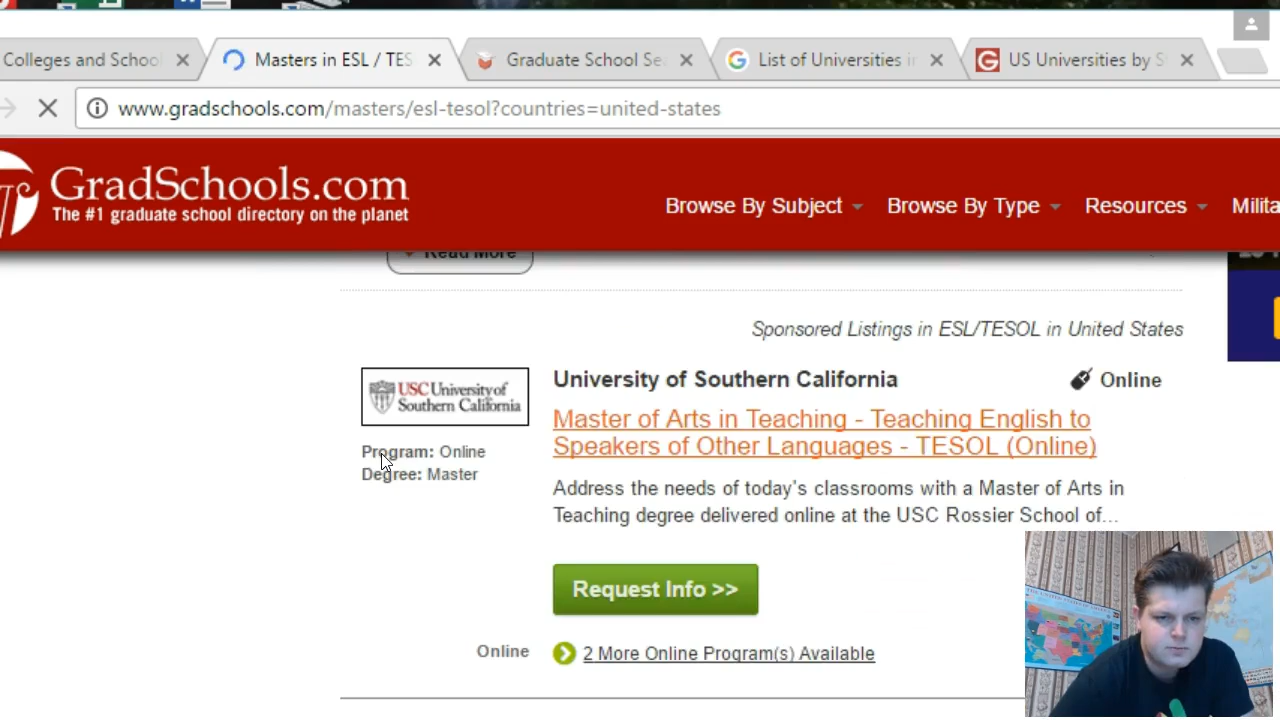 Colleges and Schoo
Masters in ESL / TES
Graduate School Se
List of Universities i
US Universities by S
www.gradschools.com/masters/esl-tesol?countries=united-states
GradSchools.com
The #1 graduate school directory on the planet
Browse By Subject
Browse By Type
Resources
Milita
Read More
Sponsored Listings in ESL/TESOL in United States
USC University of
Southern California
University of Southern California
Online
Master of Arts in Teaching - Teaching English to
Speakers of Other Languages - TESOL (Online)
Program: Online
Degree: Master
Address the needs of today's classrooms with a Master of Arts in
Teaching degree delivered online at the USC Rossier School of...
Request Info >>
Online
2 More Online Program(s) Available